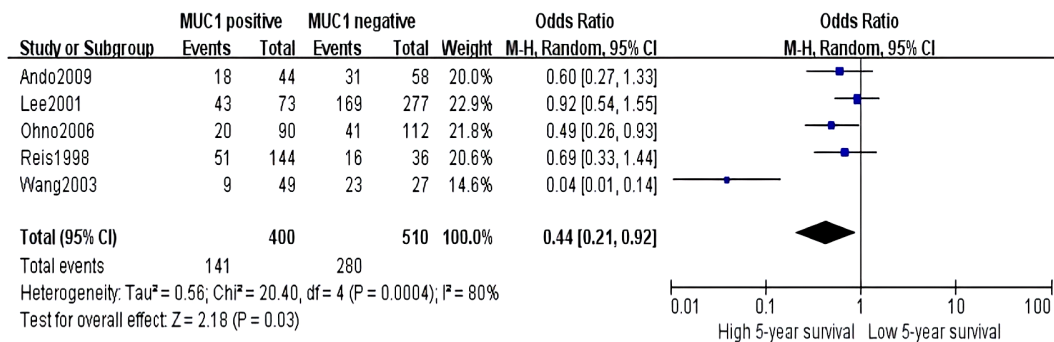 MUC1 positive MUC1 negative Odds Ratio Odds Ratio
Study or Subgroup Events Total Events Total Weight M-H, Random, 95% CI M-H, Random, 95% CI
Ando2009 18 44 31 58 20.0% 0.60 [0.27, 1.33]
Lee2001 43 73 169 277 22.9% 0.92 [0.54, 1.55]
Ohno2006 20 90 41 112 21.8% 0.49 [0.26, 0.93]
Reis1998 51 144 16 36 20.6% 0.69 [0.33, 1.44]
Wang2003 9 49 23 27 14.6% 0.04 [0.01, 0.14]
Total (95% CI) 400 510 100.0% 0.44 [0.21, 0.92]
Total events 141 280
Heterogeneity: Tau² = 0.56; Chi² = 20.40, df = 4 (P = 0.0004); I² = 80%
Test for overall effect: Z = 2.18 (P = 0.03)
0.01 0.1 1 10 100
High 5-year survival Low 5-year survival